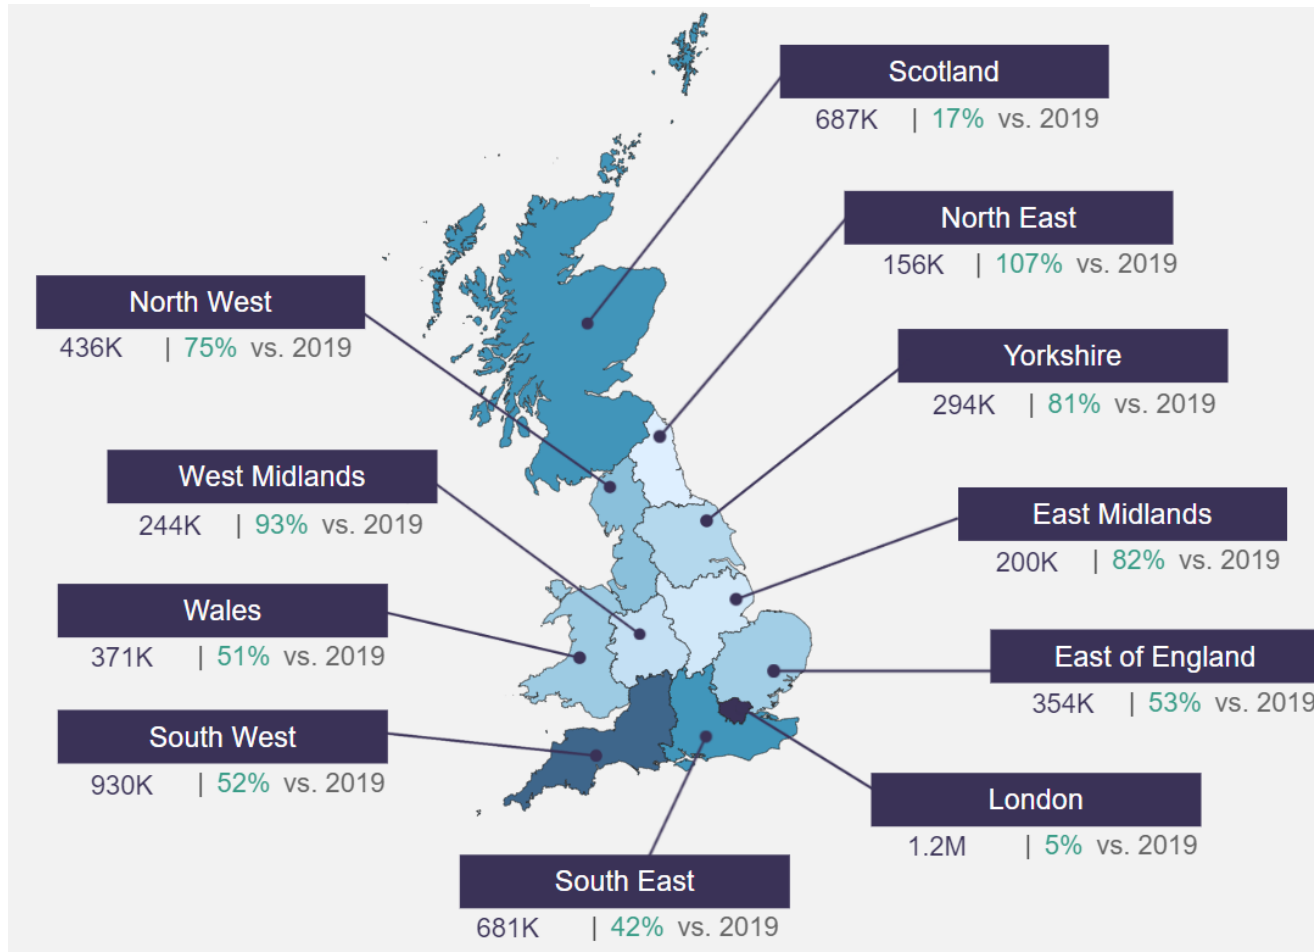 Scotland
687K | 17% vs. 2019
North East
156K | 107% vs. 2019
North West
436K | 75% vs. 2019
Yorkshire
294K | 81% vs. 2019
West Midlands
244K | 93% vs. 2019
East Midlands
200K | 82% vs. 2019
Wales
371K | 51% vs. 2019
East of England
354K | 53% vs. 2019
South West
930K | 52% vs. 2019
London
1.2M | 5% vs. 2019
South East
681K | 42% vs. 2019